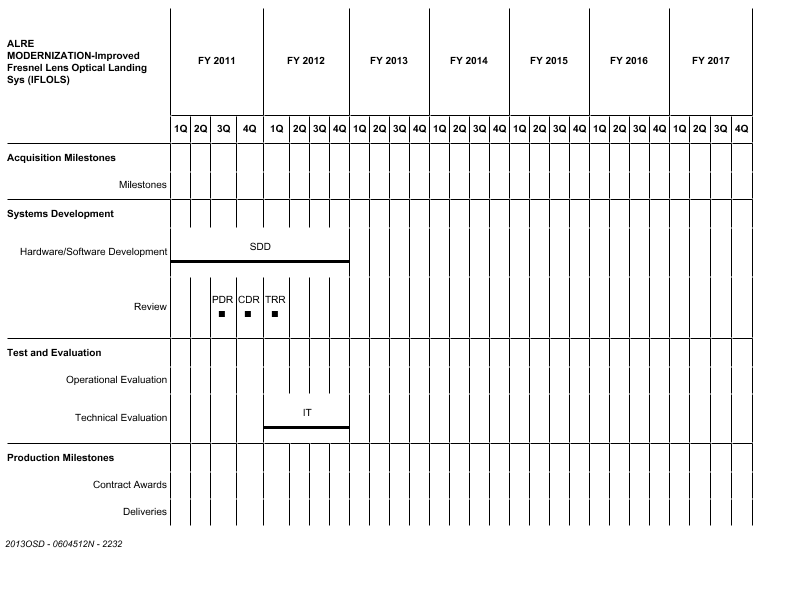 ALRE
MODERNIZATION-Improved
Fresnel Lens Optical Landing
Sys (IFLOLS)
FY 2011 FY 2012 FY 2013 FY 2014 FY 2015 FY 2016 FY 2017
1Q 2Q 3Q 4Q 1Q 2Q 3Q 4Q 1Q 2Q 3Q 4Q 1Q 2Q 3Q 4Q 1Q 2Q 3Q 4Q 1Q 2Q 3Q 4Q 1Q 2Q 3Q 4Q
Acquisition Milestones
Milestones
Systems Development
SDD
Hardware/Software Development
PDR CDR TRR
Review
Test and Evaluation
Operational Evaluation
IT
Technical Evaluation
Production Milestones
Contract Awards
Deliveries
2013OSD - 0604512N - 2232